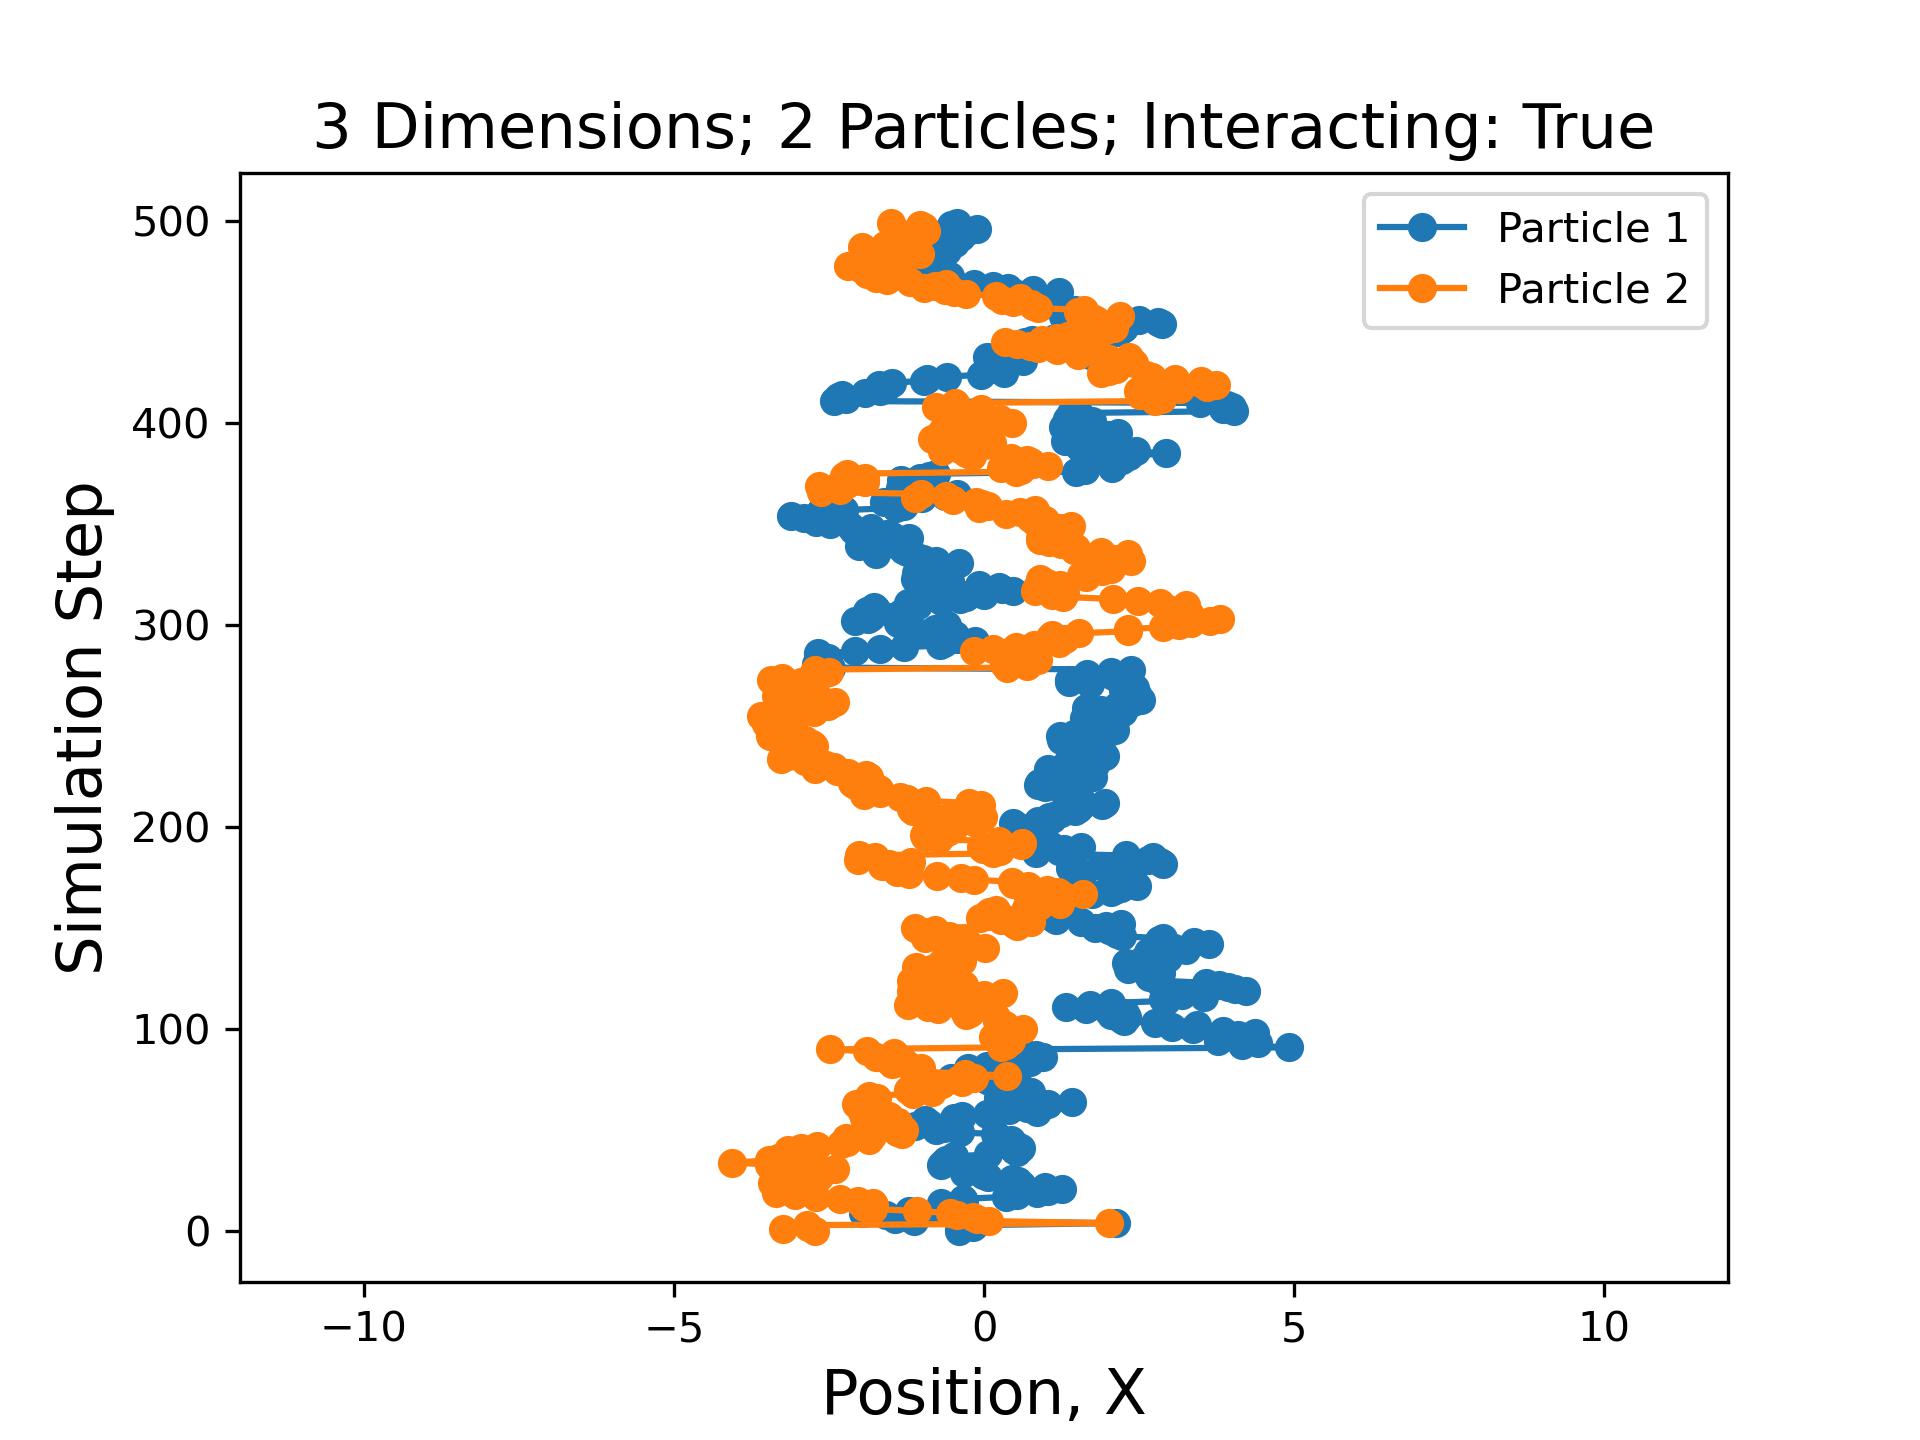 3 Dimensions; 2 Particles; Interacting: True
Particle 1
Particle 2
500
400
300
200
100
0
Simulation Step
−10 −5 0 5 10
Position, X